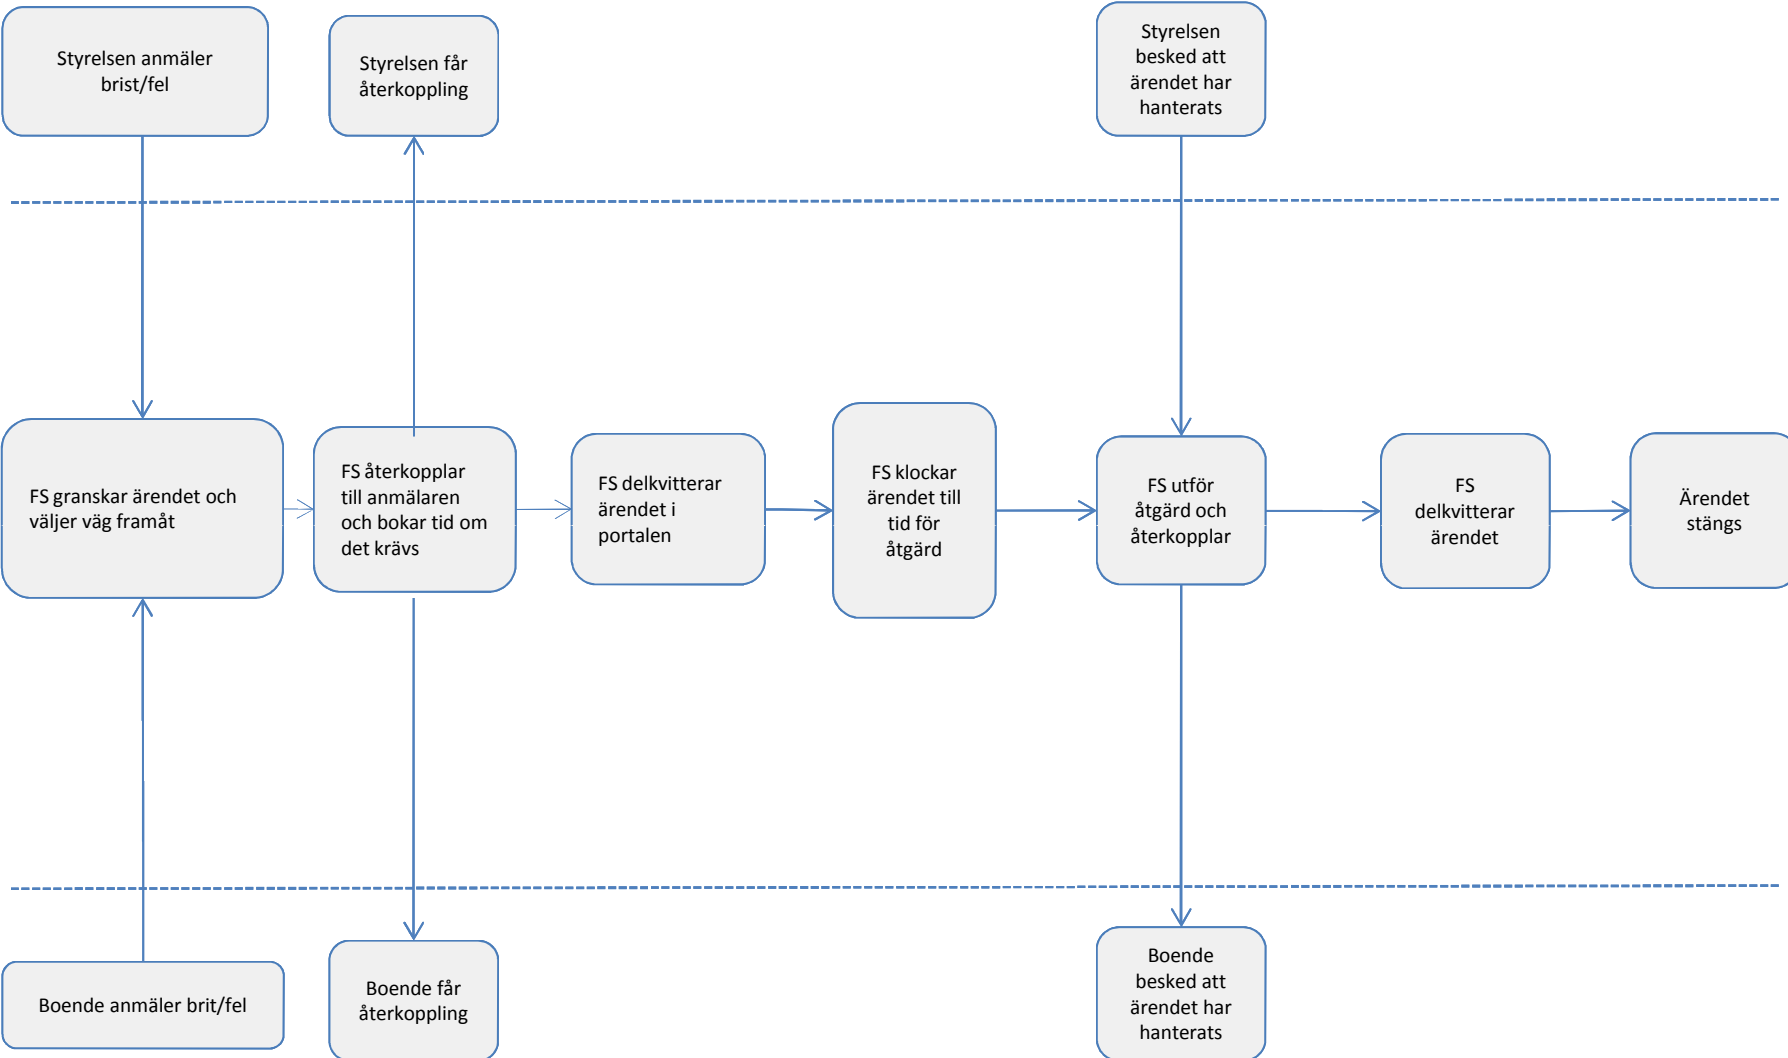 Styrelsen anmäler
brist/fel
Styrelsen får
återkoppling
Styrelsen
besked att
ärendet har
hanterats
FS granskar ärendet och
väljer väg framåt
FS återkopplar
till anmälaren
och bokar tid om
det krävs
FS delkvitterar
ärendet i
portalen
FS klockar
ärendet till
tid för
åtgärd
FS utför
åtgärd och
återkopplar
FS
delkvitterar
ärendet
Ärendet
stängs
Boende anmäler brit/fel
Boende får
återkoppling
Boende
besked att
ärendet har
hanterats